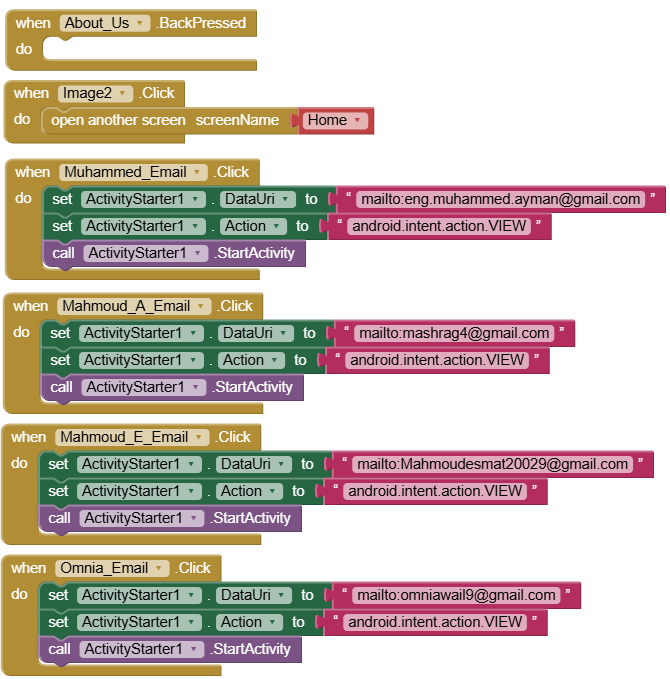 when About_Us .BackPressed
do
when Image2 .Click
do open another screen screenName Home
when Muhammed_Email .Click
do set ActivityStarter1 . DataUri to “ mailto:eng.muhammed.ayman@gmail.com ”
set ActivityStarter1 . Action to “ android.intent.action.VIEW ”
call ActivityStarter1 .StartActivity
when Mahmoud_A_Email .Click
do set ActivityStarter1 . DataUri to “ mailto:mashrag4@gmail.com ”
set ActivityStarter1 . Action to “ android.intent.action.VIEW ”
call ActivityStarter1 .StartActivity
when Mahmoud_E_Email .Click
do set ActivityStarter1 . DataUri to “ mailto:Mahmoudesmat20029@gmail.com ”
set ActivityStarter1 . Action to “ android.intent.action.VIEW ”
call ActivityStarter1 .StartActivity
when Omnia_Email .Click
do set ActivityStarter1 . DataUri to “ mailto:omniawail9@gmail.com ”
set ActivityStarter1 . Action to “ android.intent.action.VIEW ”
call ActivityStarter1 .StartActivity